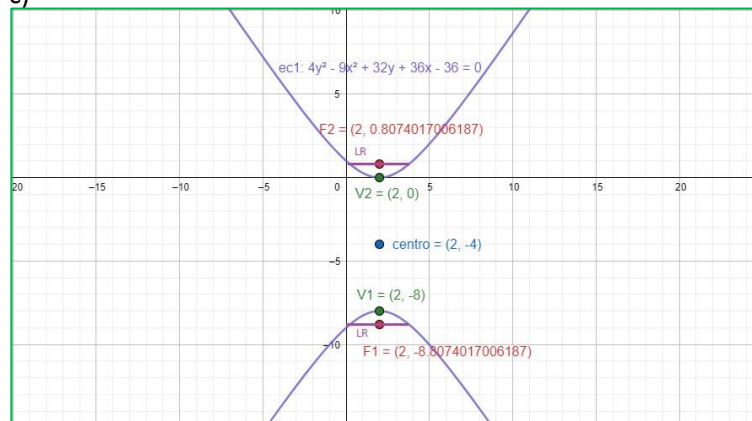 c)
10
ec1: 4y² - 9x² + 32y + 36x - 36 = 0
5
F2 = (2, 0.8074017006187)
LR
20
−15
−10
−5
0
5
10
15
20
V2 = (2, 0)
centro = (2, -4)
−5
V1 = (2, -8)
LR
−10
F1 = (2, -8.8074017006187)